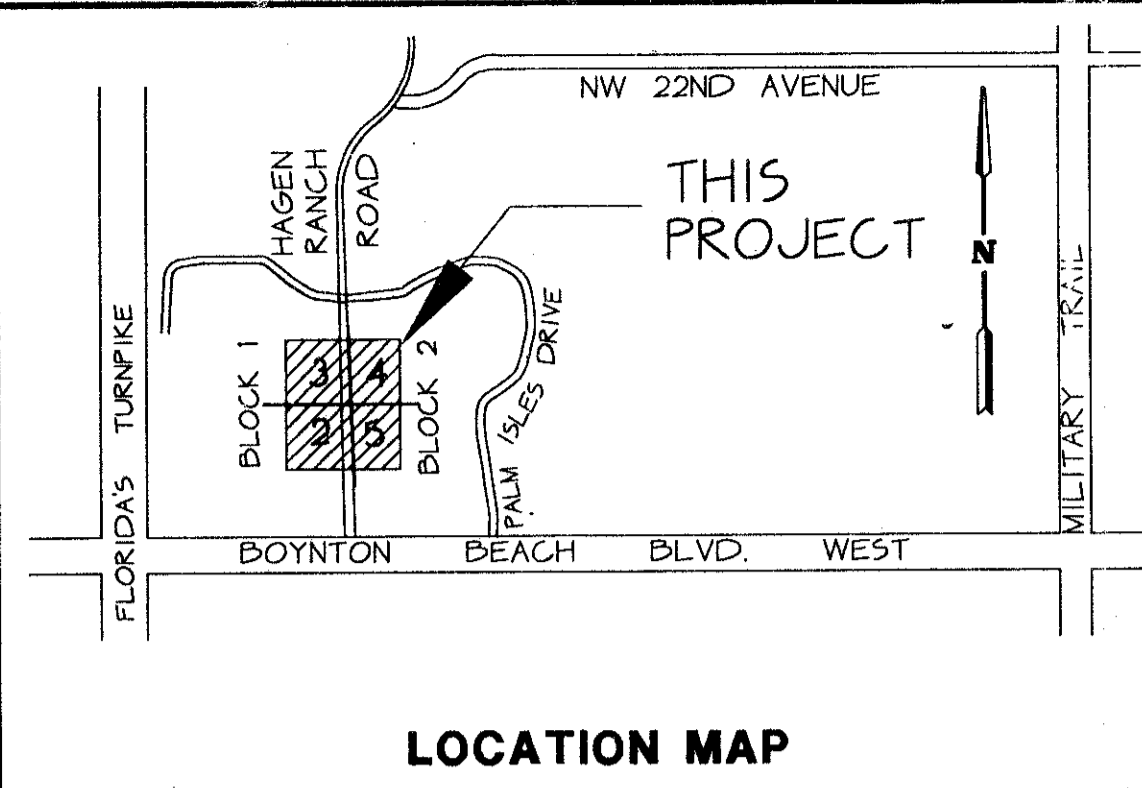 NW 22ND AVENUE
HAGEN
RANCH
ROAD
THIS
PROJECT
N
FLORIDA'S TURNPIKE
BLOCK 1
3
4
2
5
BLOCK 2
PALM ISLES DRIVE
MILITARY TRAIL
BOYNTON BEACH BLVD. WEST
LOCATION MAP